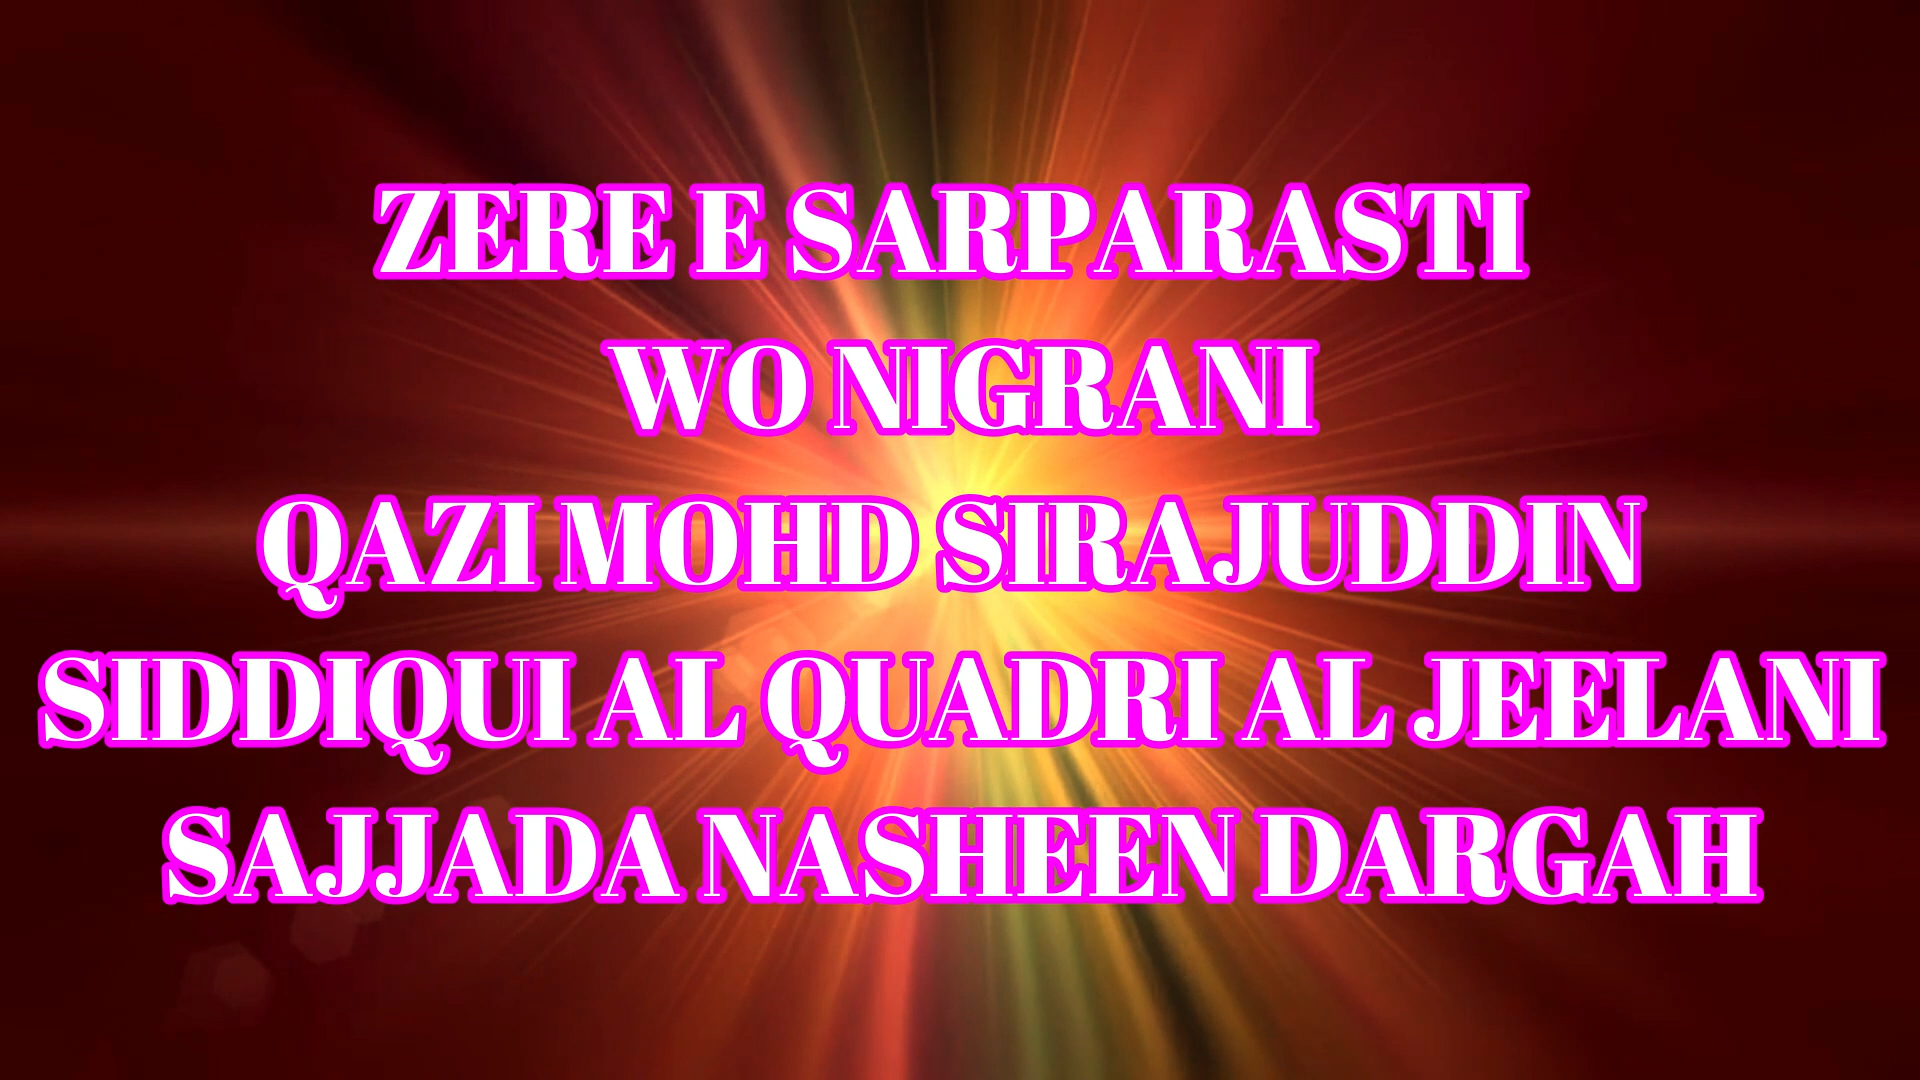 ZERE E SARPARASTI
WO NIGRANI
QAZI MOHD SIRAJUDDIN
SIDDIQUI AL QUADRI AL JEELANI
SAJJADA NASHEEN DARGAH